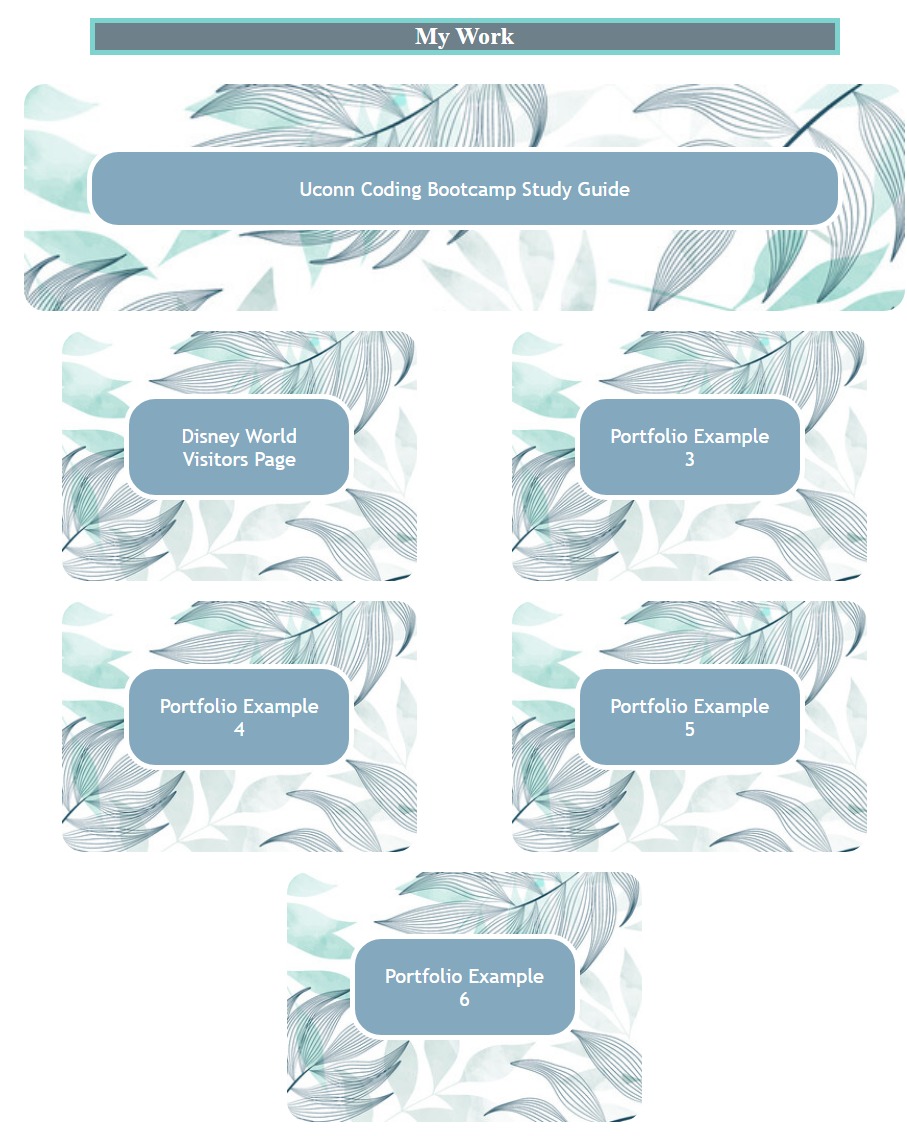 My Work
Uconn Coding Bootcamp Study Guide
Disney World
Visitors Page
Portfolio Example
3
Portfolio Example
4
Portfolio Example
5
Portfolio Example
6